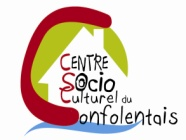 CENTRE
SOcio
Culturel du
Confolentais